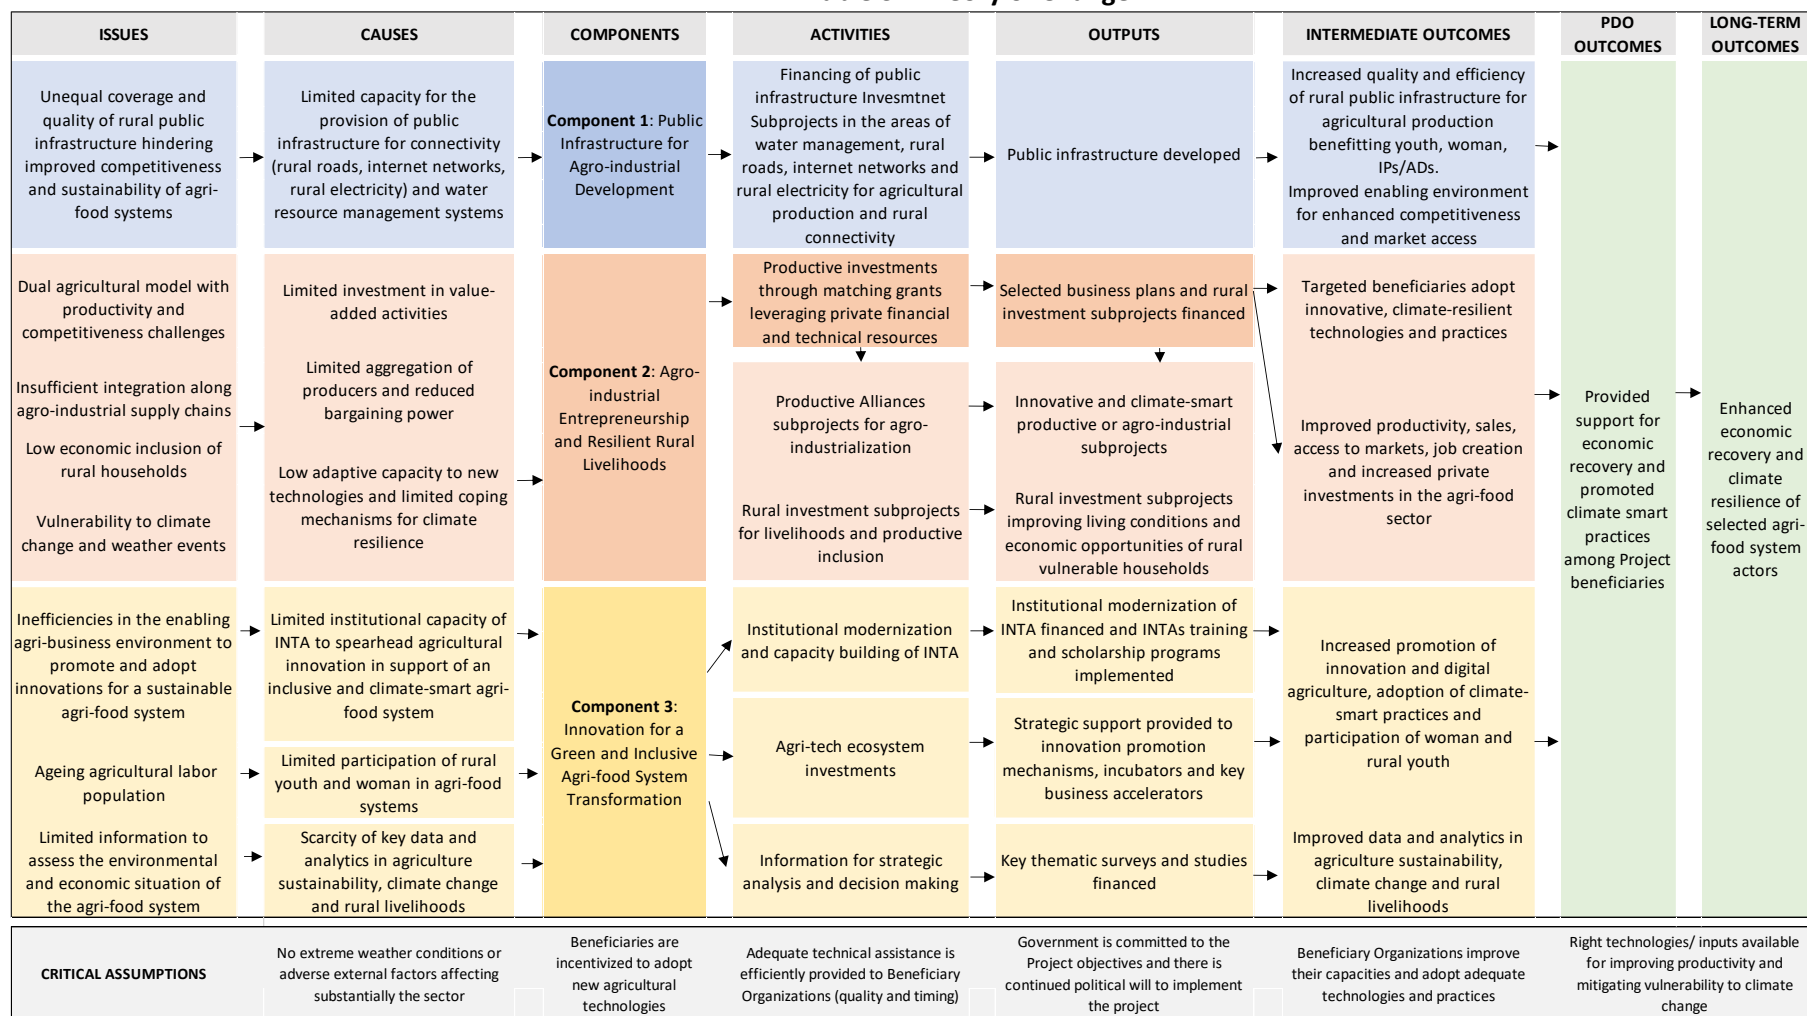 ISSUES
CAUSES
COMPONENTS
ACTIVITIES
OUTPUTS
INTERMEDIATE OUTCOMES
PDO
OUTCOMES
LONG-TERM
OUTCOMES
Unequal coverage and
quality of rural public
infrastructure hindering
improved competitiveness
and sustainability of agri-
food systems
Limited capacity for the
provision of public
infrastructure for connectivity
(rural roads, internet networks,
rural electricity) and water
resource management systems
Component 1: Public
Infrastructure for
Agro-industrial
Development
Financing of public
infrastructure Invesmtnet
Subprojects in the areas of
water management, rural
roads, internet networks and
rural electricity for agricultural
production and rural
connectivity
Public infrastructure developed
Increased quality and efficiency
of rural public infrastructure for
agricultural production
benefitting youth, woman,
IPs/ADs.
Improved enabling environment
for enhanced competitiveness
and market access
Dual agricultural model with
productivity and
competitiveness challenges
Insufficient integration along
agro-industrial supply chains
Low economic inclusion of
rural households
Vulnerability to climate
change and weather events
Limited investment in value-
added activities
Limited aggregation of
producers and reduced
bargaining power
Low adaptive capacity to new
technologies and limited coping
mechanisms for climate
resilience
Component 2: Agro-
industrial
Entrepreneurship
and Resilient Rural
Livelihoods
Productive investments
through matching grants
leveraging private financial
and technical resources
Selected business plans and rural
investment subprojects financed
Targeted beneficiaries adopt
innovative, climate-resilient
technologies and practices
Productive Alliances
subprojects for agro-
industrialization
Innovative and climate-smart
productive or agro-industrial
subprojects
Improved productivity, sales,
access to markets, job creation
and increased private
investments in the agri-food
sector
Rural investment subprojects
for livelihoods and productive
inclusion
Rural investment subprojects
improving living conditions and
economic opportunities of rural
vulnerable households
Provided
support for
economic
recovery and
promoted
climate smart
practices
among Project
beneficiaries
Enhanced
economic
recovery and
climate
resilience of
selected agri-
food system
actors
Inefficiencies in the enabling
agri-business environment to
promote and adopt
innovations for a sustainable
agri-food system
Limited institutional capacity of
INTA to spearhead agricultural
innovation in support of an
inclusive and climate-smart agri-
food system
Component 3:
Innovation for a
Green and Inclusive
Agri-food System
Transformation
Institutional modernization
and capacity building of INTA
Institutional modernization of
INTA financed and INTAs training
and scholarship programs
implemented
Increased promotion of
innovation and digital
agriculture, adoption of climate-
smart practices and
participation of woman and
rural youth
Ageing agricultural labor
population
Limited participation of rural
youth and woman in agri-food
systems
Agri-tech ecosystem
investments
Strategic support provided to
innovation promotion
mechanisms, incubators and key
business accelerators
Limited information to
assess the environmental
and economic situation of
the agri-food system
Scarcity of key data and
analytics in agriculture
sustainability, climate change
and rural livelihoods
Information for strategic
analysis and decision making
Key thematic surveys and studies
financed
Improved data and analytics in
agriculture sustainability,
climate change and rural
livelihoods
CRITICAL ASSUMPTIONS
No extreme weather conditions or
adverse external factors affecting
substantially the sector
Beneficiaries are
incentivized to adopt
new agricultural
technologies
Adequate technical assistance is
efficiently provided to Beneficiary
Organizations (quality and timing)
Government is committed to the
Project objectives and there is
continued political will to implement
the project
Beneficiary Organizations improve
their capacities and adopt adequate
technologies and practices
Right technologies/ inputs available
for improving productivity and
mitigating vulnerability to climate
change